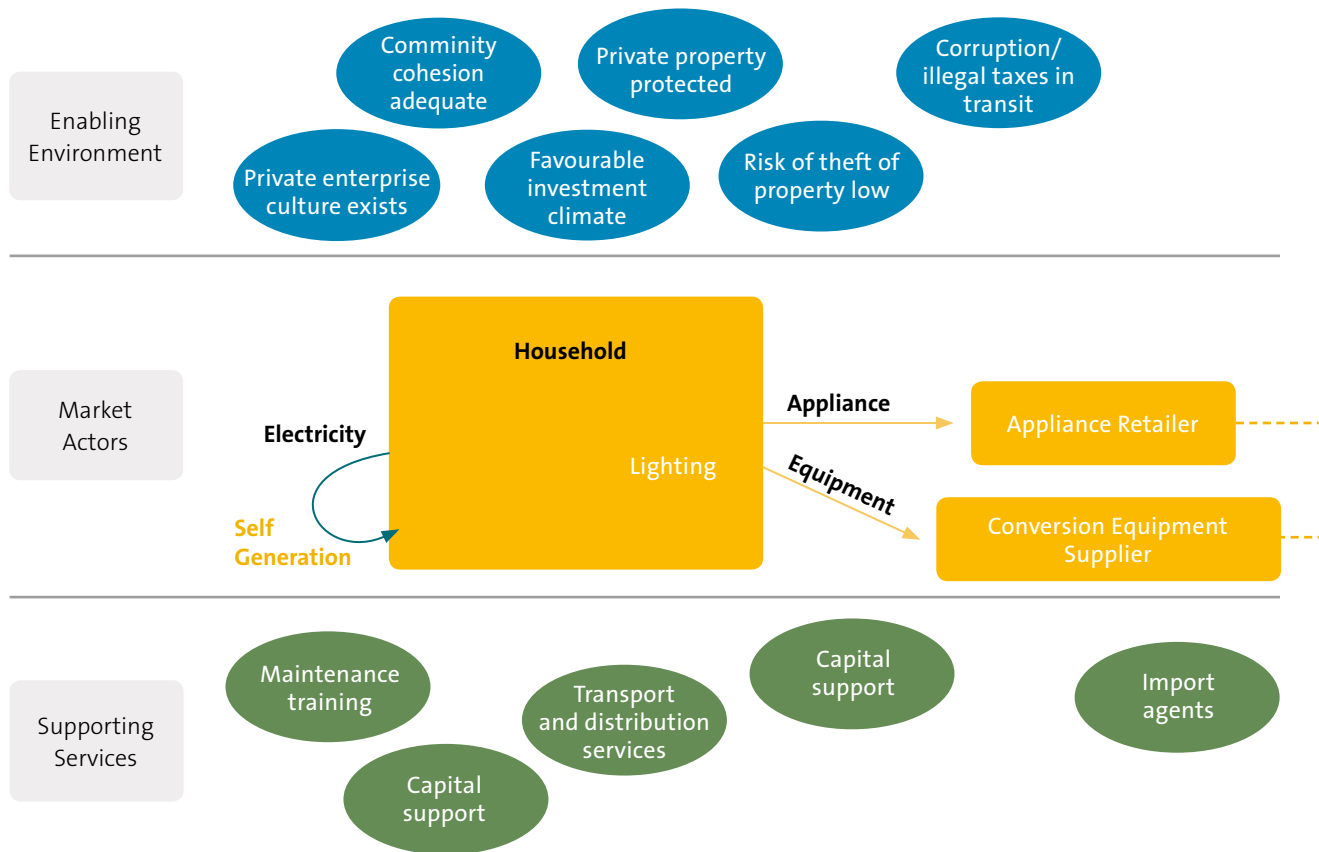 Comminity
cohesion
adequate
Private property
protected
Corruption/
illegal taxes in
transit
Enabling
Environment
Private enterprise
culture exists
Favourable
investment
climate
Risk of theft of
property low
Household
Market
Actors
Electricity
Lighting
Self
Generation
Appliance
Appliance Retailer
Equipment
Conversion Equipment
Supplier
Supporting
Services
Maintenance
training
Capital
support
Transport
and distribution
services
Capital
support
Import
agents